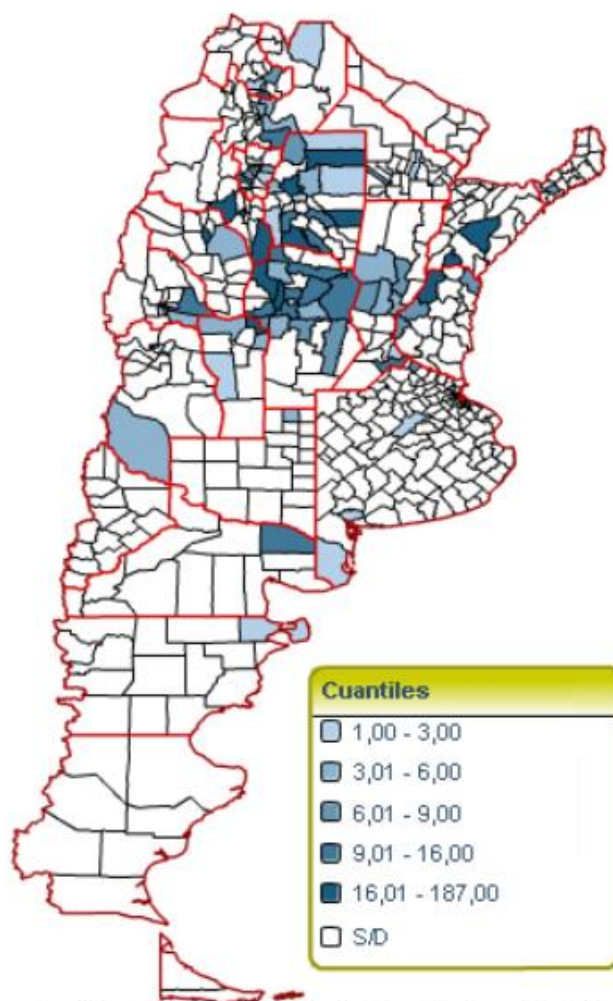 Cuantiles
1,00 - 3,00
3,01 - 6,00
6,01 - 9,00
9,01 - 16,00
16,01 - 187,00
S/D